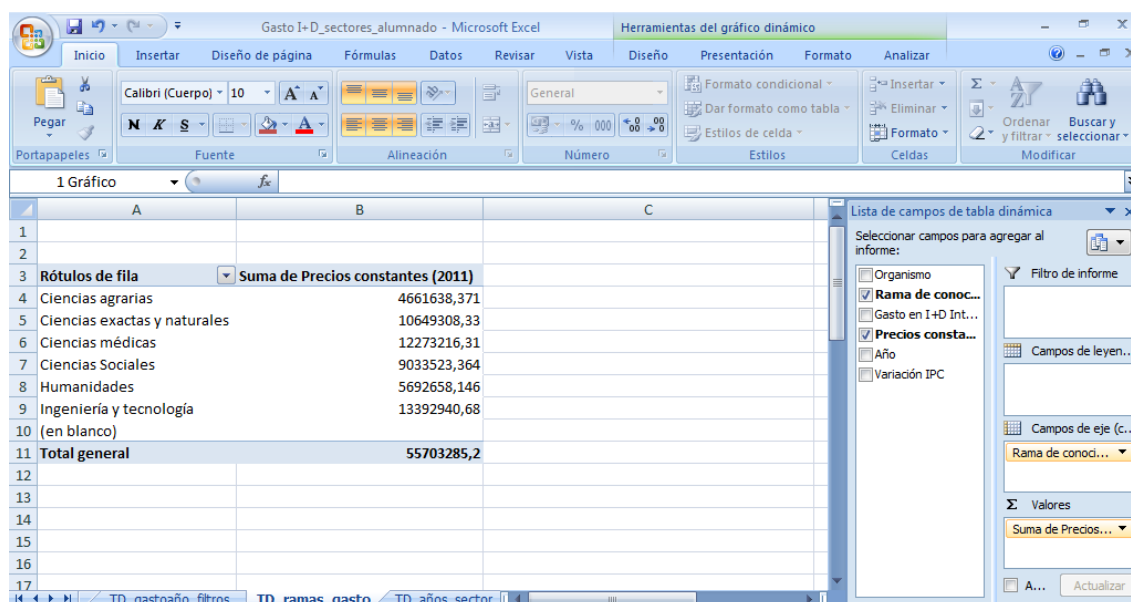 Gasto I+D_sectores_alumnado - Microsoft Excel
Herramientas del gráfico dinámico
Inicio Insertar Diseño de página Fórmulas Datos Revisar Vista Diseño Presentación Formato Analizar
Pegar
Portapapeles
Calibri (Cuerpo) 10 A A
N K S A
Fuente
Alineación
General
% 000
Número
Formato condicional
Dar formato como tabla
Estilos de celda
Estilos
Insertar
Eliminar
Formato
Celdas
Σ
Ordenar y filtrar
Buscar y seleccionar
Modificar
1 Gráfico fx
A B C
1
2
3 Rótulos de fila Suma de Precios constantes (2011)
4 Ciencias agrarias 4661638,371
5 Ciencias exactas y naturales 10649308,33
6 Ciencias médicas 12273216,31
7 Ciencias Sociales 9033523,364
8 Humanidades 5692658,146
9 Ingeniería y tecnología 13392940,68
10 (en blanco)
11 Total general 55703285,2
12
13
14
15
16
17
TD_gastoaño_filtros TD_ramas_gasto TD_años_sector
Lista de campos de tabla dinámica
Seleccionar campos para agregar al
informe:
Organismo
Rama de conoc...
Gasto en I+D Int...
Precios consta...
Año
Variación IPC
Filtro de informe
Campos de leyen..
Campos de eje (c..
Rama de conoci...
Σ Valores
Suma de Precios...
A... Actualizar